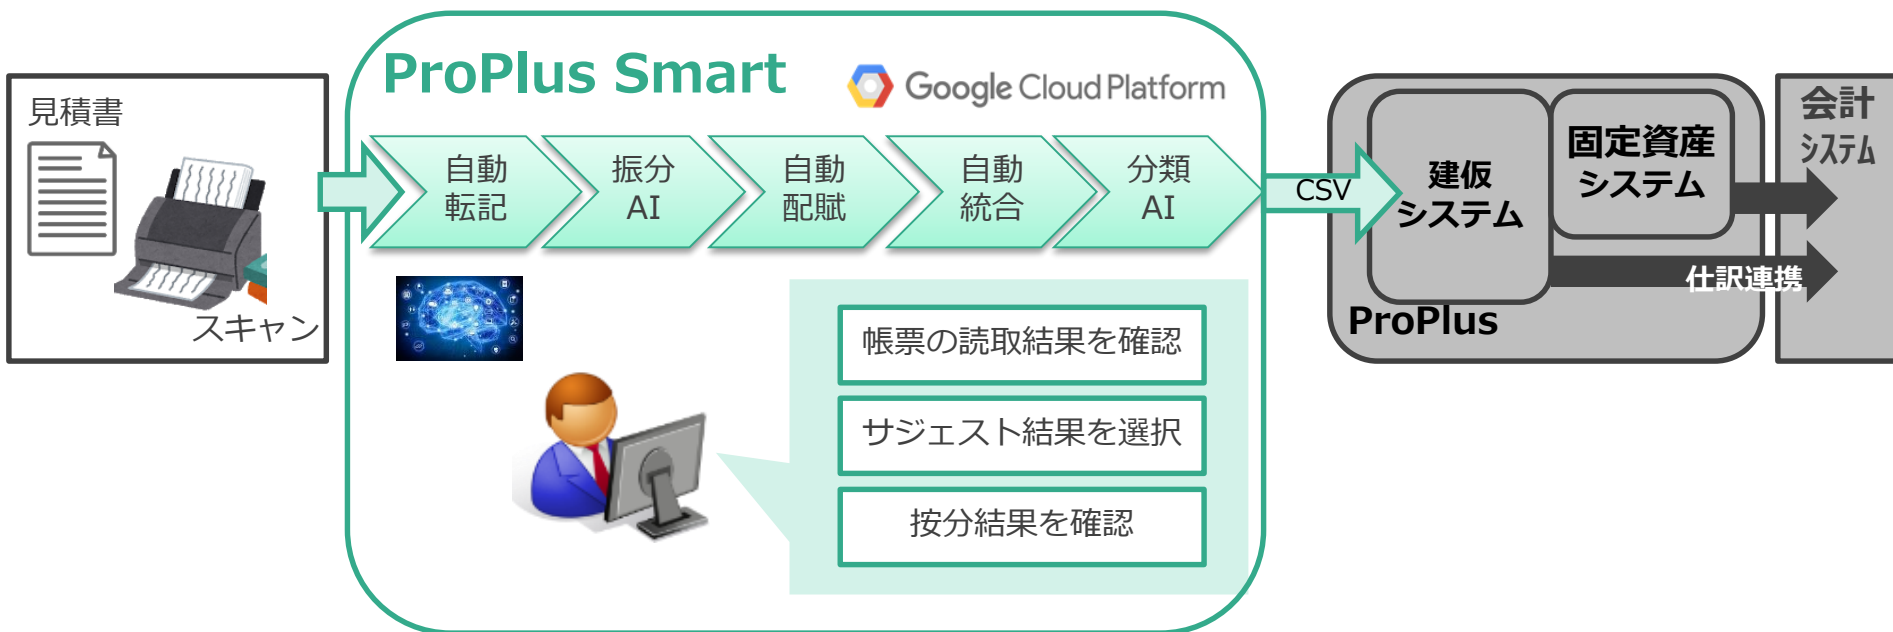 見積書
スキャン
ProPlus Smart
Google Cloud Platform
自動
転記
振分
AI
自動
配賦
自動
統合
分類
AI
帳票の読取結果を確認
サジェスト結果を選択
按分結果を確認
CSV
建仮
システム
固定資産
システム
ProPlus
仕訳連携
会計
システム